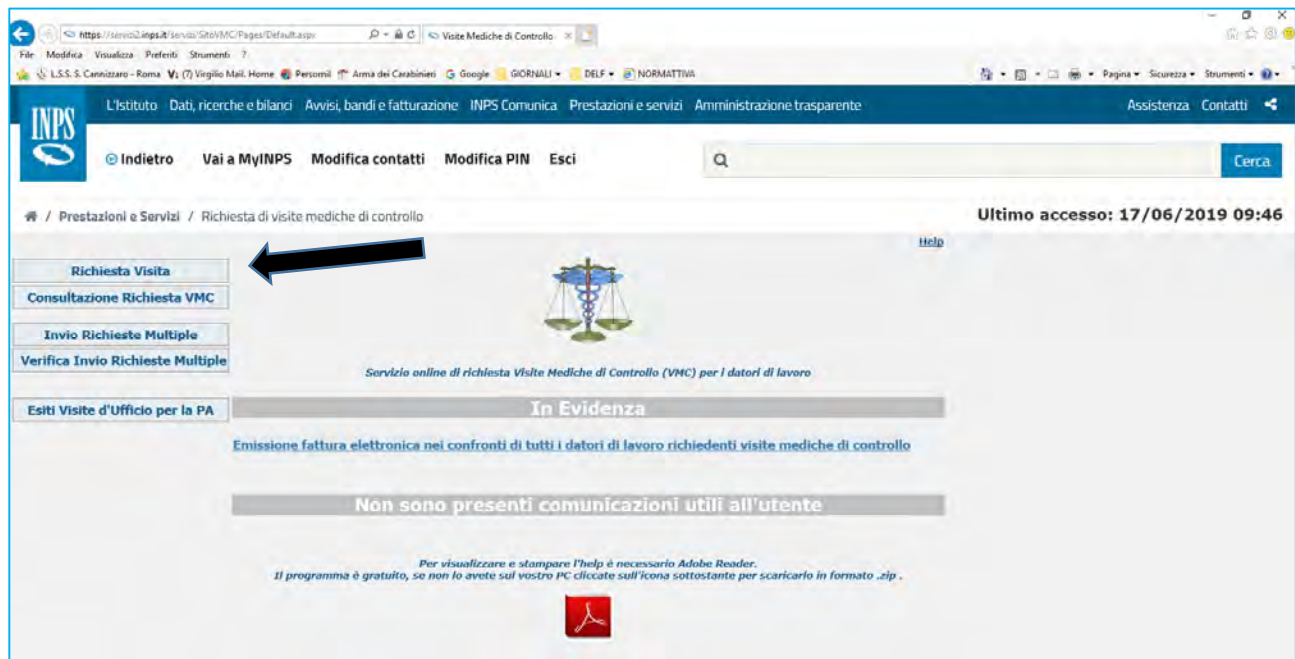 https://servizi2.inps.it/servizi/SitoVMC/Pages/Default.aspx
Visite Mediche di Controllo
File Modifica Visualizza Preferiti Strumenti ?
L.S.S. S. Cannizzaro - Roma (7) Virgilio Mail. Home Personil Arma dei Carabinieri Google GIORNALI DELF NORMATTIVA
Pagina Sicurezza Strumenti
INPS
L'Istituto Dati, ricerche e bilanci Avvisi, bandi e fatturazione INPS Comunica Prestazioni e servizi Amministrazione trasparente
Assistenza Contatti
Indietro Vai a MyINPS Modifica contatti Modifica PIN Esci
Cerca
/ Prestazioni e Servizi / Richiesta di visite mediche di controllo
Ultimo accesso: 17/06/2019 09:46
Help
Richiesta Visita
Consultazione Richiesta VMC
Invio Richieste Multiple
Verifica Invio Richieste Multiple
Esiti Visite d'Ufficio per la PA
Servizio online di richiesta Visite Mediche di Controllo (VMC) per i datori di lavoro
In Evidenza
Emissione fattura elettronica nei confronti di tutti i datori di lavoro richiedenti visite mediche di controllo
Non sono presenti comunicazioni utili all'utente
Per visualizzare e stampare l'help è necessario Adobe Reader.
Il programma è gratuito, se non lo avete sul vostro PC cliccate sull'icona sottostante per scaricarlo in formato .zip .